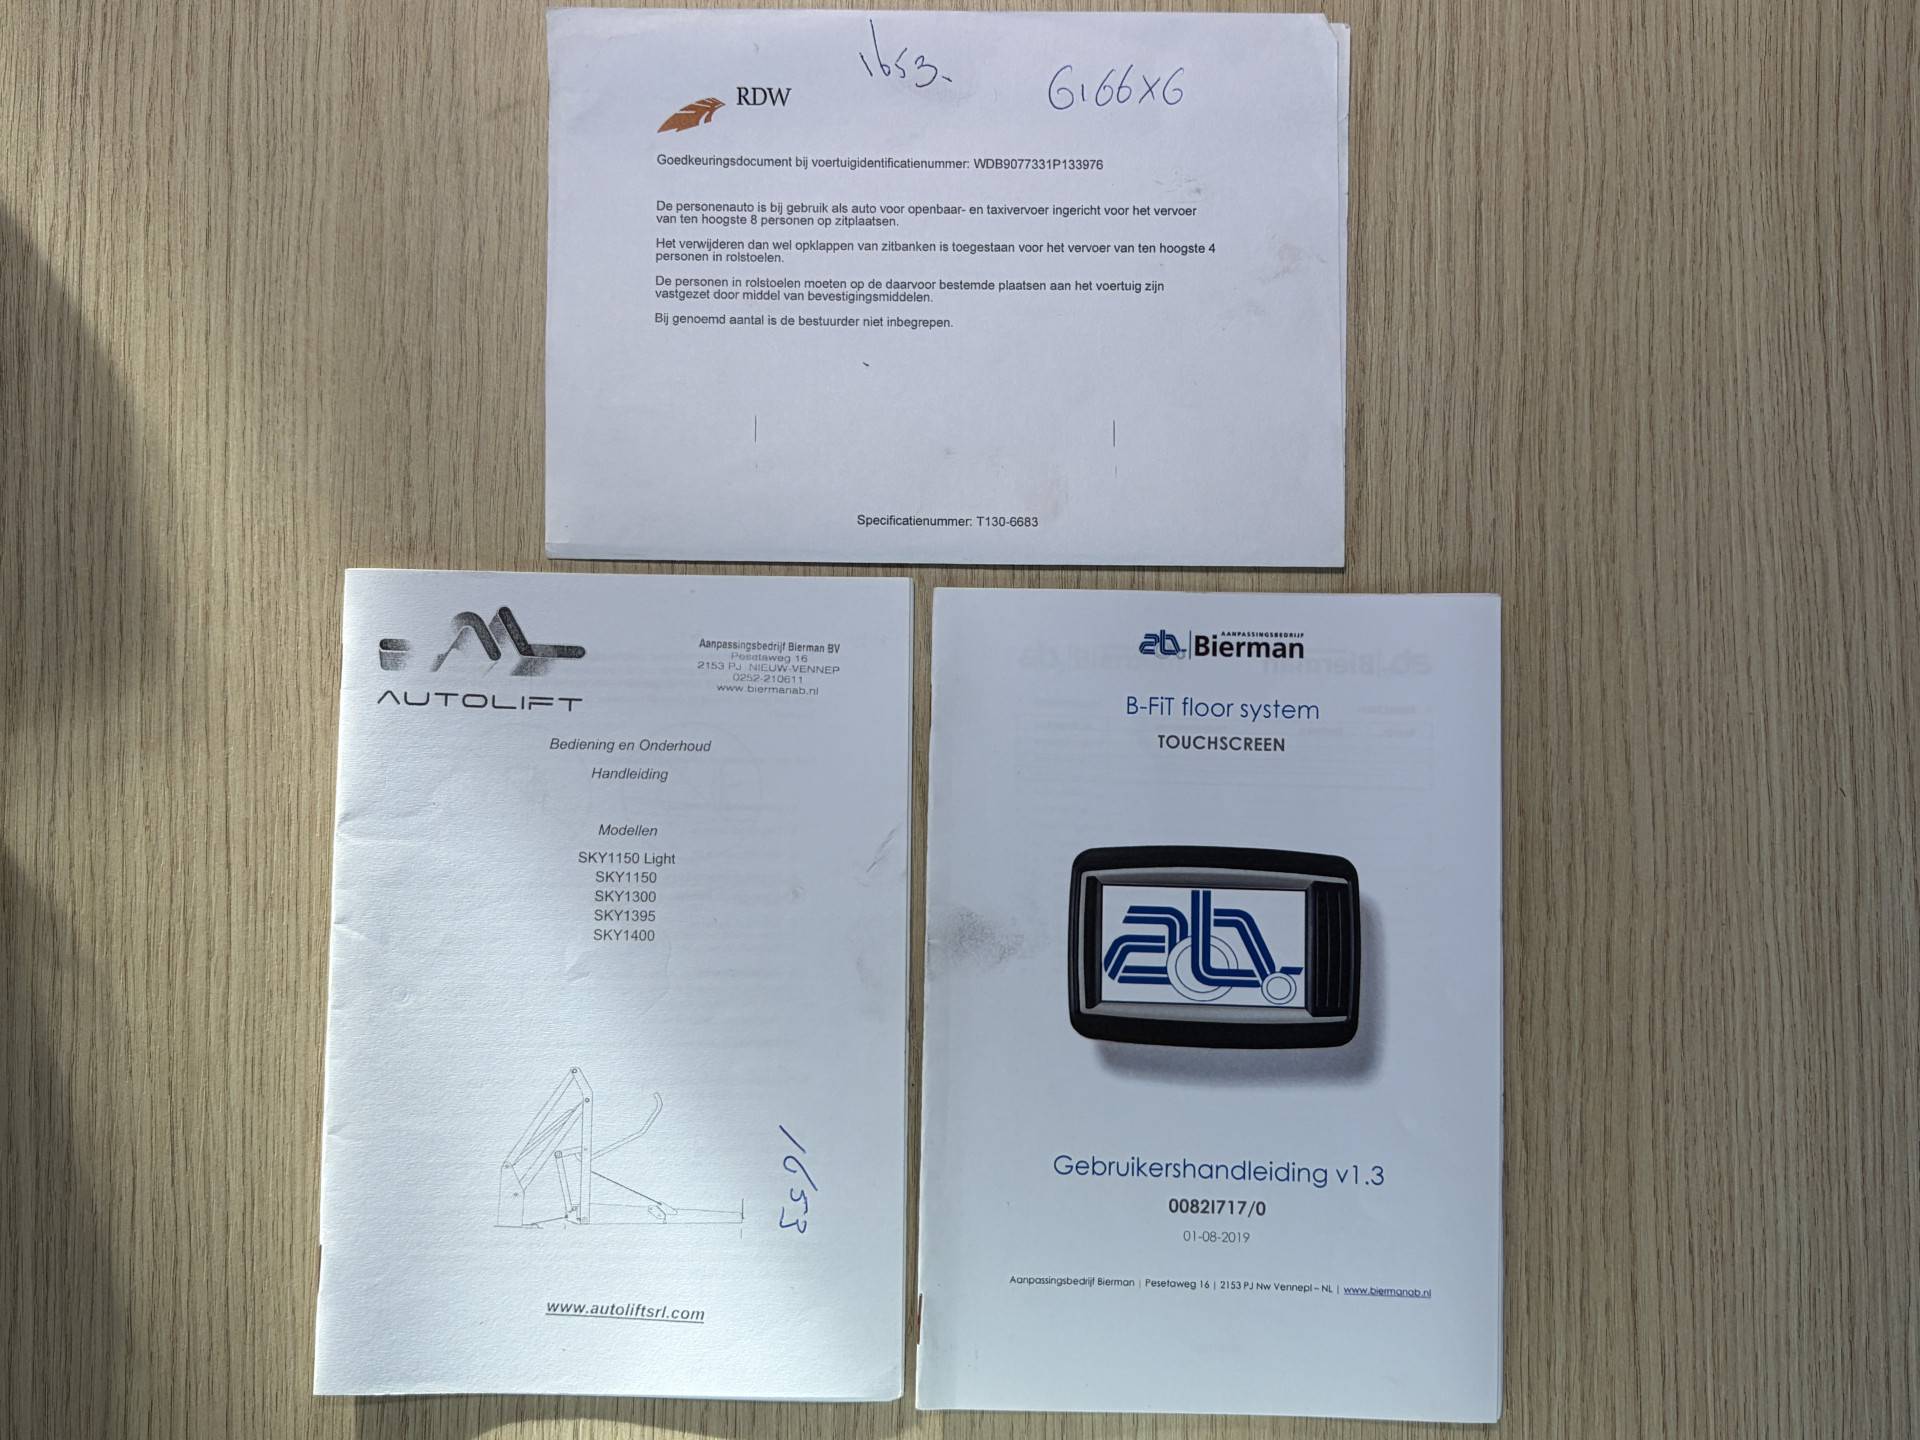 1653-
G166XG
RDW
Goedkeuringsdocument bij voertuigidentificatienummer: WDB9077331P133976
De personenauto is bij gebruik als auto voor openbaar- en taxivervoer ingericht voor het vervoer
van ten hoogste 8 personen op zitplaatsen.
Het verwijderen dan wel opklappen van zitbanken is toegestaan voor het vervoer van ten hoogste 4
personen in rolstoelen.
De personen in rolstoelen moeten op de daarvoor bestemde plaatsen aan het voertuig zijn
vastgezet door middel van bevestigingsmiddelen.
Bij genoemd aantal is de bestuurder niet inbegrepen.
Specificatienummer: T130-6683
AUTOLIFT
Aanpassingsbedrijf Bierman BV
Pesetaweg 16
2153 PJ NIEUW-VENNEP
0252-210611
www.biermanab.nl
Bediening en Onderhoud
Handleiding
Modellen
SKY1150 Light
SKY1150
SKY1300
SKY1395
SKY1400
1653
www.autoliftsrl.com
ab
AANPASSINGSBEDRIJF
Bierman
B-FiT floor system
TOUCHSCREEN
ab
Gebruikershandleiding v1.3
0082I717/0
01-08-2019
Aanpassingsbedrijf Bierman | Pesetaweg 16 | 2153 PJ Nw Vennepl – NL | www.biermanab.nl